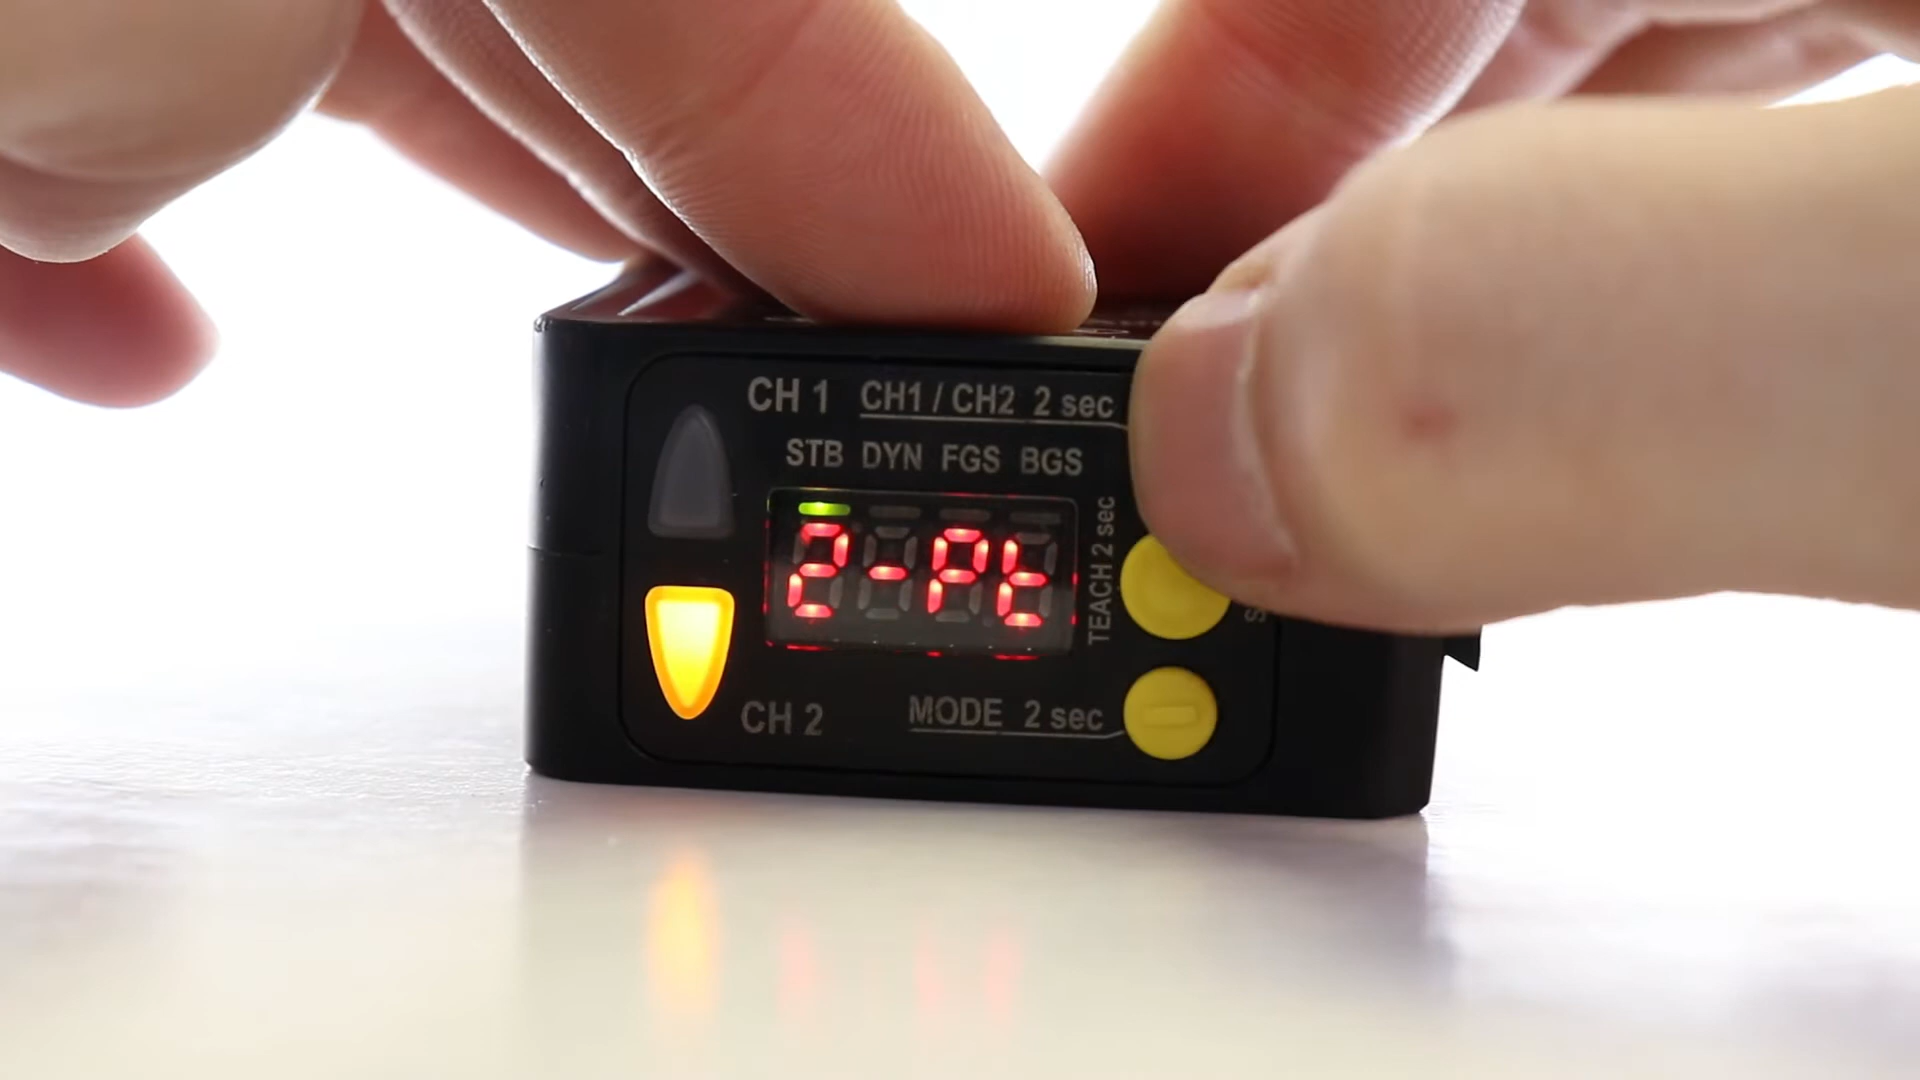 CH 1 CH1 / CH2 2 sec
STB DYN FGS BGS
2-Pt
TEACH 2 sec
CH 2
MODE 2 sec